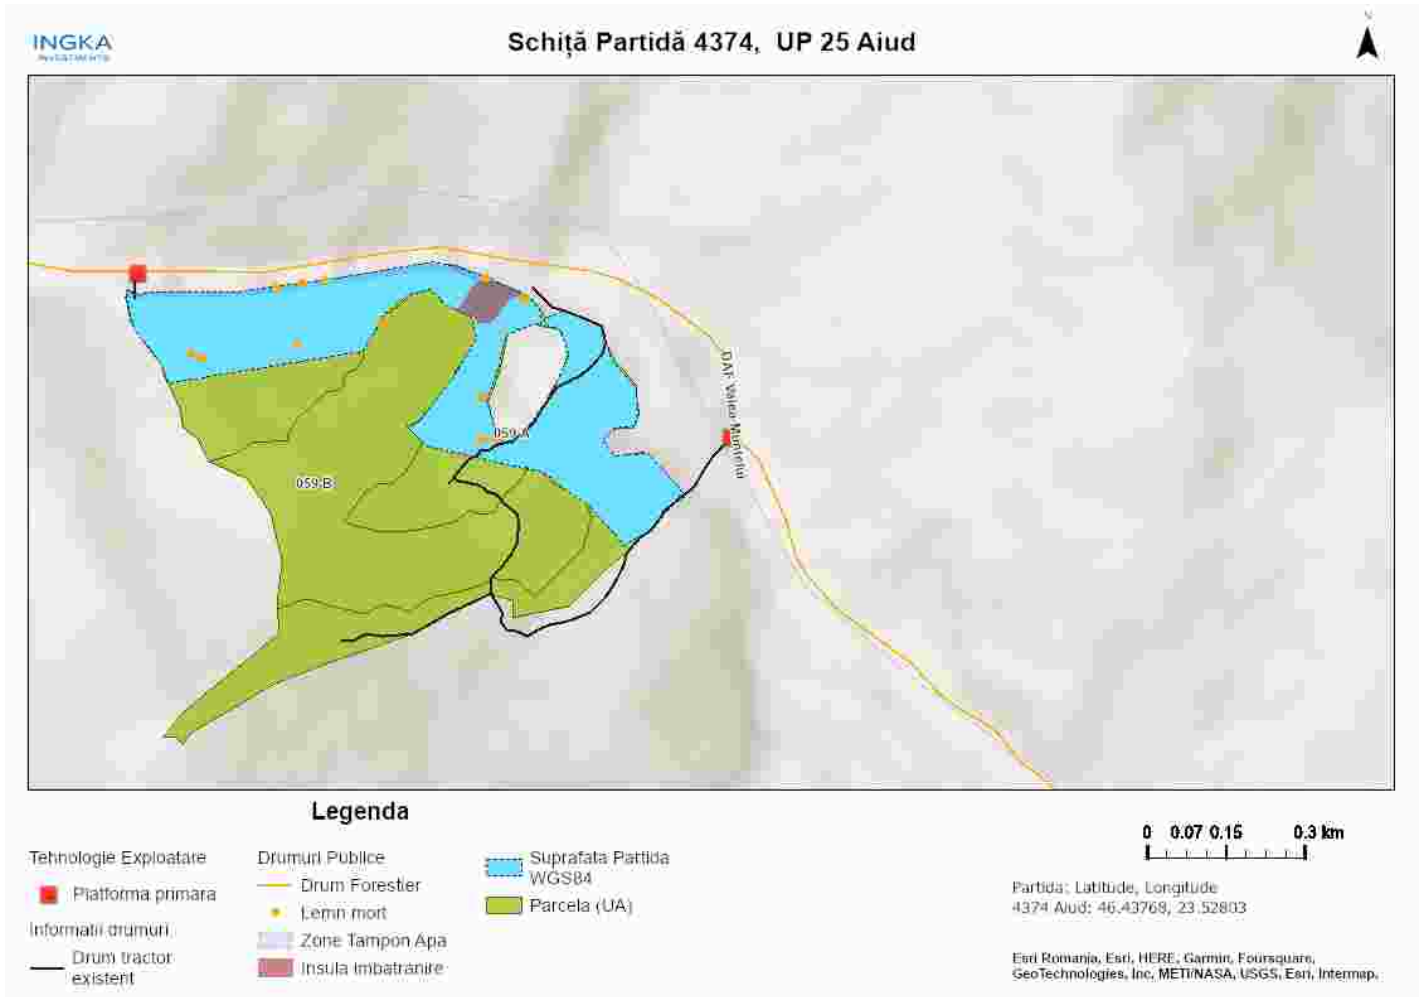 INGKA
INVESTMENTS
Schiță Partidă 4374, UP 25 Aiud
N
DAF Valea Muntelui
059 A
059 B
Legenda
Tehnologie Exploatare
Platforma primara
Informatii drumuri
Drum tractor
existent
Drumuri Publice
Drum Forestier
Lemn mort
Zone Tampon Apa
Insula Imbatranire
Suprafata Partida
WGS84
Parcela (UA)
0 0.07 0.15 0.3 km
Partida: Latitude, Longitude
4374 Aiud: 46.43768, 23.52803
Esri Romania, Esri, HERE, Garmin, Foursquare,
GeoTechnologies, Inc, METI/NASA, USGS, Esri, Intermap,